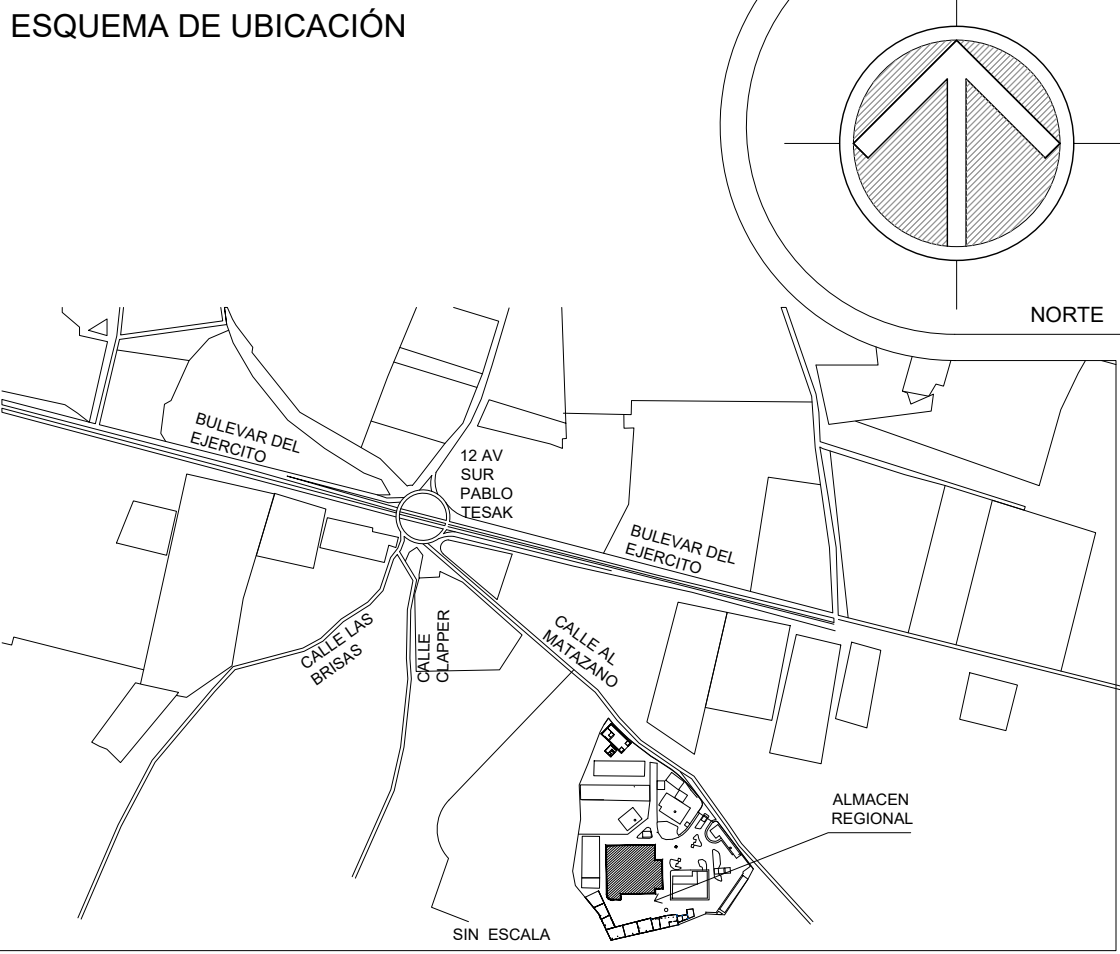 ESQUEMA DE UBICACIÓN
NORTE
BULEVAR DEL
EJERCITO
12 AV
SUR
PABLO
TESAK
BULEVAR DEL
EJERCITO
CALLE LAS
BRISAS
CALLE
CLAPPER
CALLE AL
MATAZANO
ALMACEN
REGIONAL
SIN ESCALA